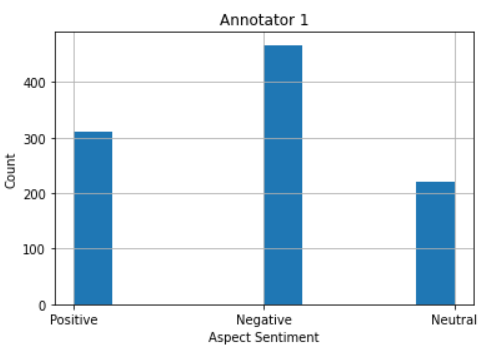 Annotator 1
400
300
200
100
0
Count
Positive Negative Neutral
Aspect Sentiment